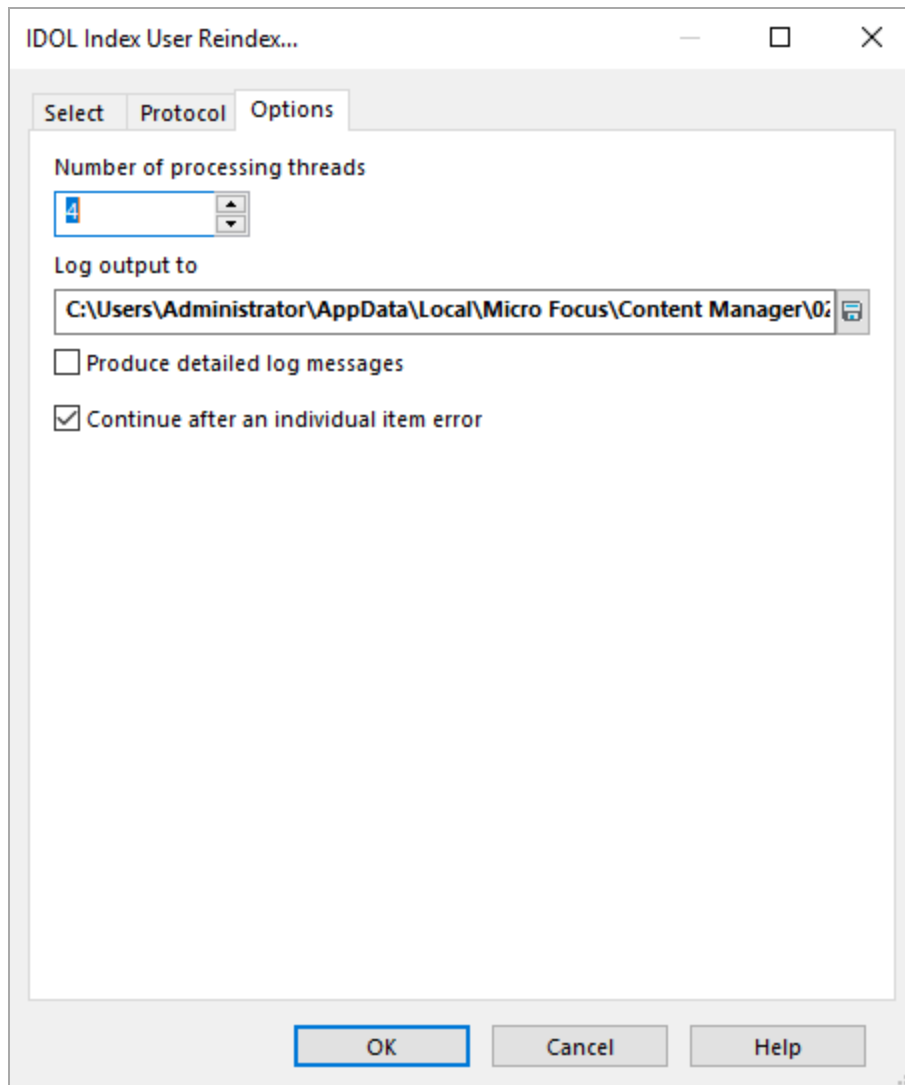 IDOL Index User Reindex...
Select Protocol Options
Number of processing threads
4
Log output to
C:\Users\Administrator\AppData\Local\Micro Focus\Content Manager\02
Produce detailed log messages
Continue after an individual item error
OK Cancel Help